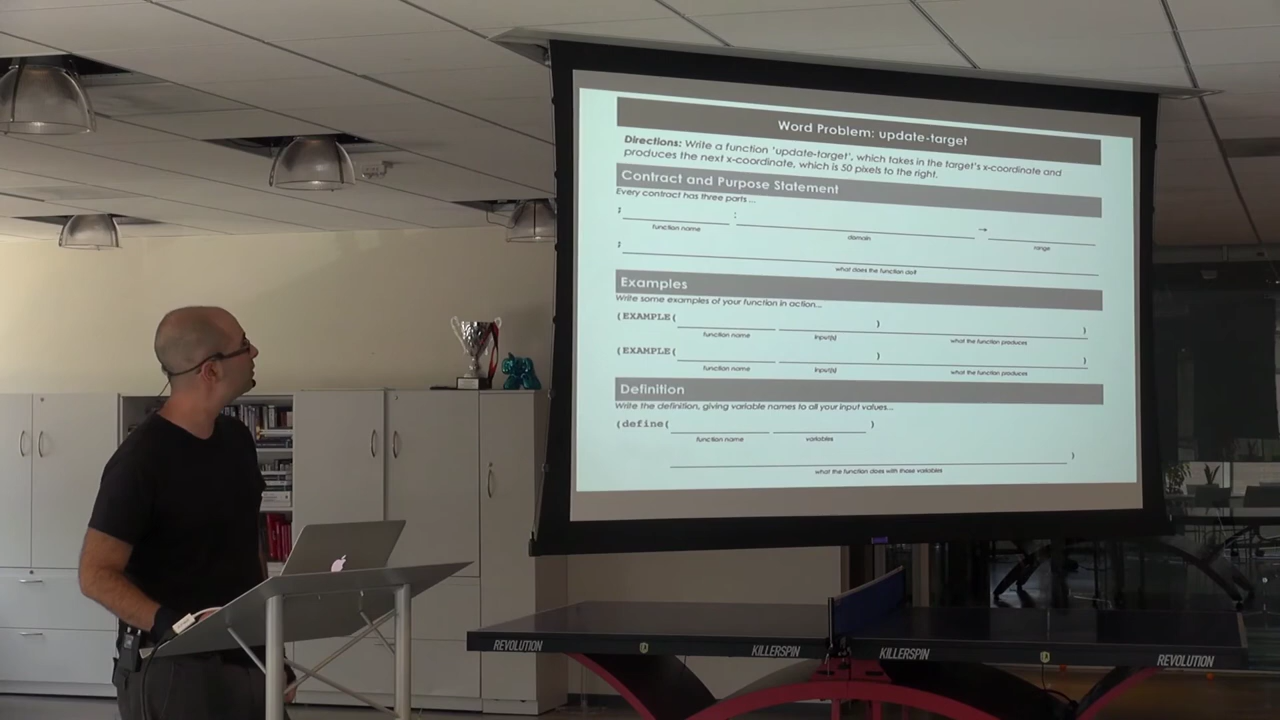 Word Problem: update-target
Directions: Write a function 'update-target', which takes in the target's x-coordinate and
produces the next x-coordinate, which is 50 pixels to the right.
Contract and Purpose Statement
Every contract has three parts...
; : →
function name domain range
;
what does the function do?
Examples
Write some examples of your function in action...
(EXAMPLE( ) )
function name input(s) what the function produces
(EXAMPLE( ) )
function name input(s) what the function produces
Definition
Write the definition, giving variable names to all your input values...
(define( )
function name variables
)
what the function does with those variables
REVOLUTION KILLERSPIN KILLERSPIN REVOLUTION